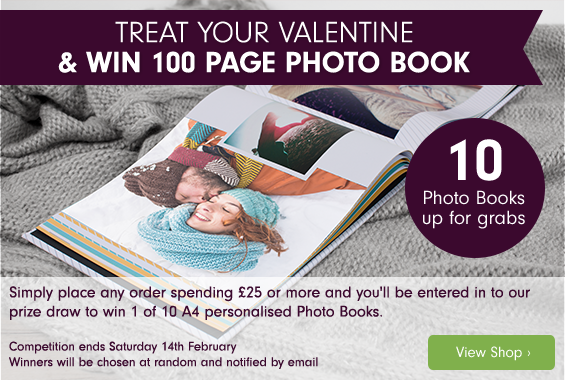 TREAT YOUR VALENTINE
& WIN 100 PAGE PHOTO BOOK
10
Photo Books
up for grabs
Simply place any order spending £25 or more and you'll be entered in to our
prize draw to win 1 of 10 A4 personalised Photo Books.
Competition ends Saturday 14th February
Winners will be chosen at random and notified by email
View Shop ›